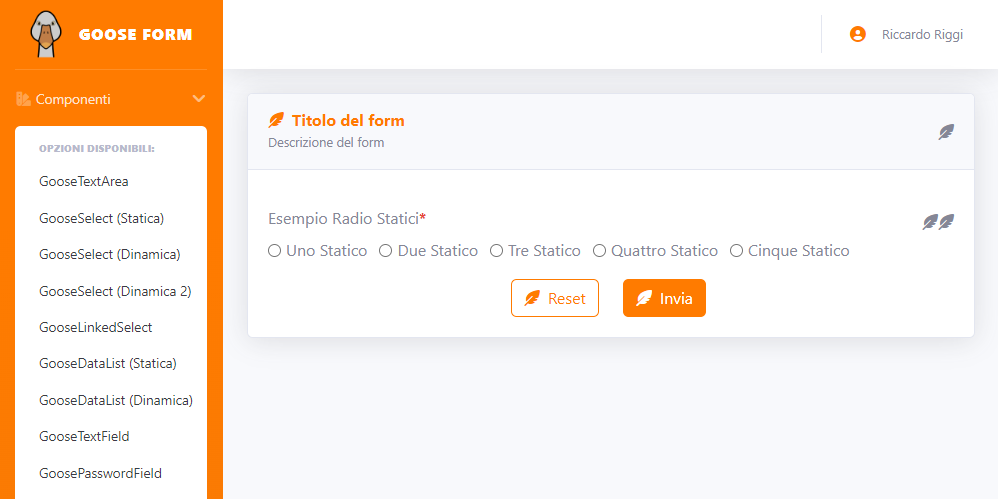 GOOSE FORM
Riccardo Riggi
Componenti
OPZIONI DISPONIBILI:
GooseTextArea
GooseSelect (Statica)
GooseSelect (Dinamica)
GooseSelect (Dinamica 2)
GooseLinkedSelect
GooseDataList (Statica)
GooseDataList (Dinamica)
GooseTextField
GoosePasswordField
Titolo del form
Descrizione del form
Esempio Radio Statici*
Uno Statico Due Statico Tre Statico Quattro Statico Cinque Statico
Reset Invia